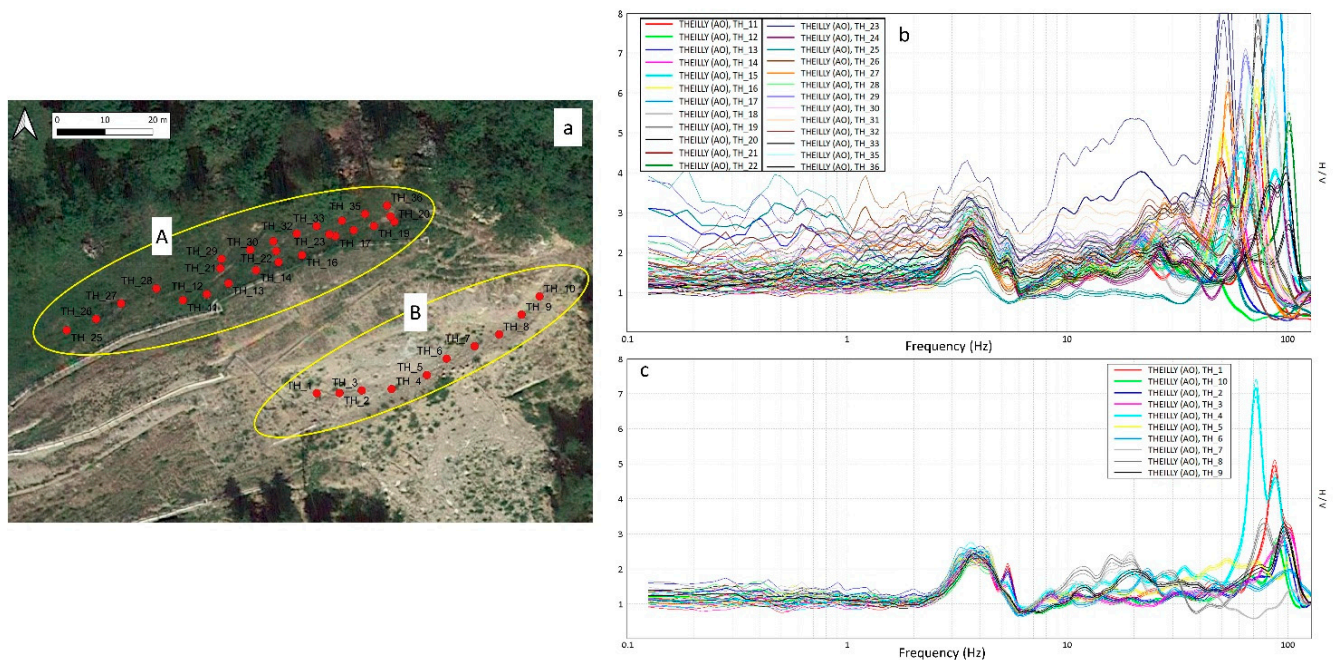 a
0 10 20 m
A
B
TH_36
TH_35
TH_20
TH_33
TH_32
TH_19
TH_23
TH_17
TH_30
TH_29
TH_22
TH_16
TH_21
TH_14
TH_28
TH_13
TH_12
TH_27
TH_31
TH_26
TH_25
TH_10
TH_9
TH_8
TH_7
TH_6
TH_5
TH_4
TH_3
TH_1
TH_2
b
THEILLY (AO), TH_11
THEILLY (AO), TH_12
THEILLY (AO), TH_13
THEILLY (AO), TH_14
THEILLY (AO), TH_15
THEILLY (AO), TH_16
THEILLY (AO), TH_17
THEILLY (AO), TH_18
THEILLY (AO), TH_19
THEILLY (AO), TH_20
THEILLY (AO), TH_21
THEILLY (AO), TH_22
THEILLY (AO), TH_23
THEILLY (AO), TH_24
THEILLY (AO), TH_25
THEILLY (AO), TH_26
THEILLY (AO), TH_27
THEILLY (AO), TH_28
THEILLY (AO), TH_29
THEILLY (AO), TH_30
THEILLY (AO), TH_31
THEILLY (AO), TH_32
THEILLY (AO), TH_33
THEILLY (AO), TH_35
THEILLY (AO), TH_36
8
7
6
5
4
3
2
1
H / V
0.1 1 10 100
Frequency (Hz)
c
THEILLY (AO), TH_1
THEILLY (AO), TH_10
THEILLY (AO), TH_2
THEILLY (AO), TH_3
THEILLY (AO), TH_4
THEILLY (AO), TH_5
THEILLY (AO), TH_6
THEILLY (AO), TH_7
THEILLY (AO), TH_8
THEILLY (AO), TH_9
8
7
6
5
4
3
2
1
H / V
0.1 1 10 100
Frequency (Hz)